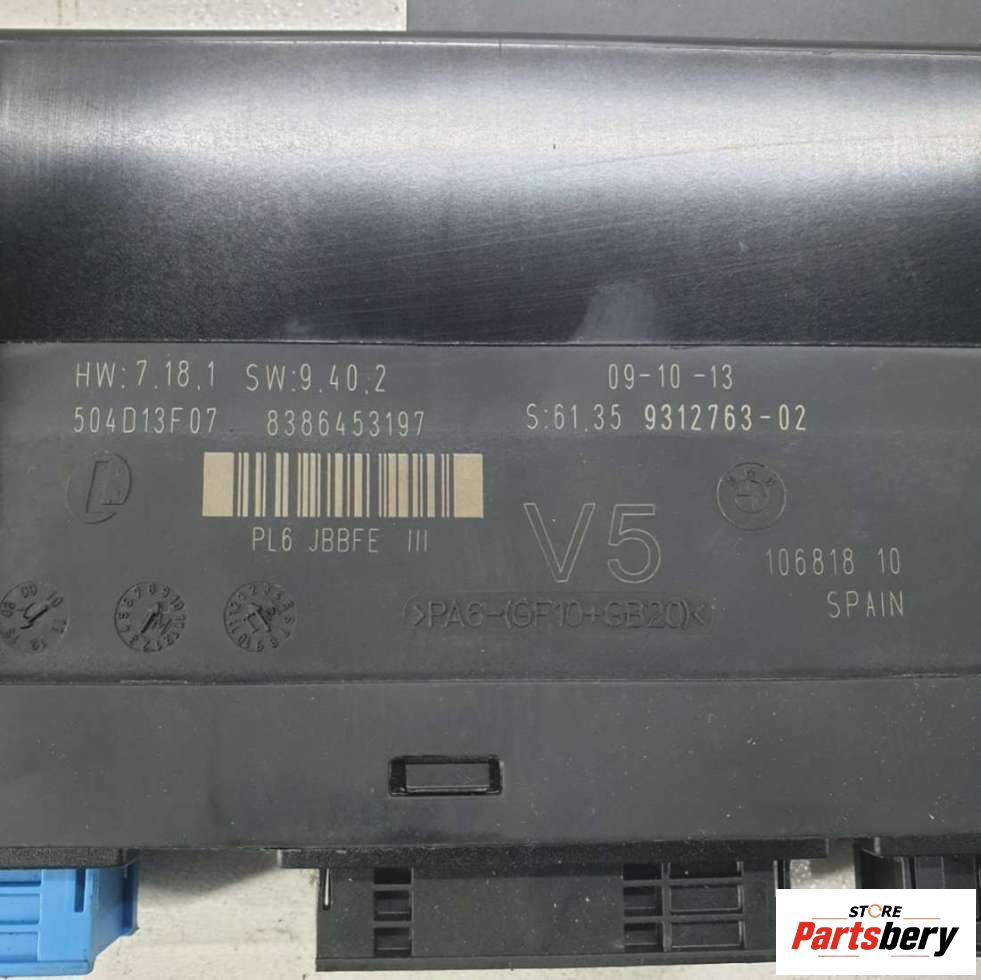 HW:7.18.1 SW:9.40.2 09-10-13
504D13F07 8386453197 S:61.35 9312763-02
PL6 JBBFE III
V5
106818 10
SPAIN
>PA6-(GF10+GB20)<
STORE
Partsbery